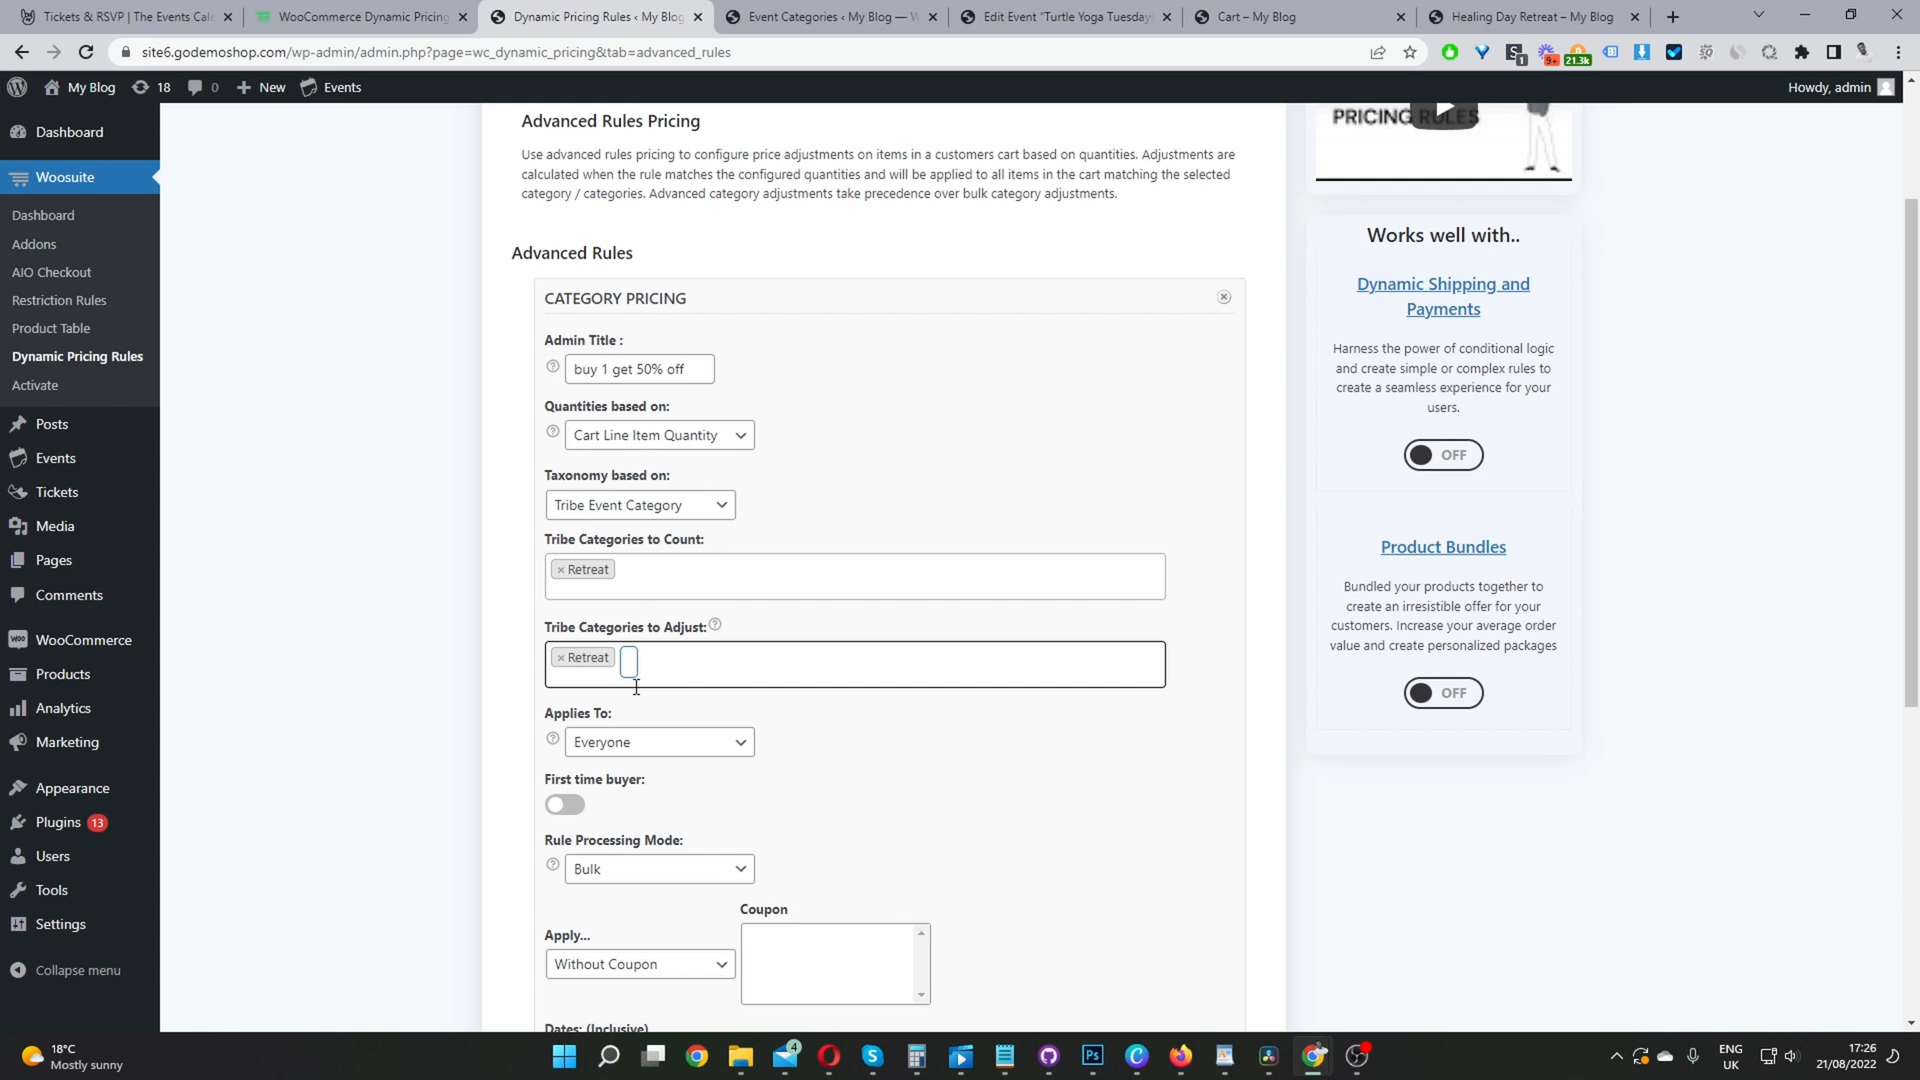 Tickets & RSVP | The Events Cale
WooCommerce Dynamic Pricing
Dynamic Pricing Rules ‹ My Blog
Event Categories ‹ My Blog — W
Edit Event "Turtle Yoga Tuesdays
Cart – My Blog
Healing Day Retreat – My Blog
site6.godemoshop.com/wp-admin/admin.php?page=wc_dynamic_pricing&tab=advanced_rules
1
9+
21.3k
My Blog
18
0
New
Events
Howdy, admin
Dashboard
Woosuite
Dashboard
Addons
AIO Checkout
Restriction Rules
Product Table
Dynamic Pricing Rules
Activate
Posts
Events
Tickets
Media
Pages
Comments
WooCommerce
Products
Analytics
Marketing
Appearance
Plugins 13
Users
Tools
Settings
Collapse menu
Advanced Rules Pricing
Use advanced rules pricing to configure price adjustments on items in a customers cart based on quantities. Adjustments are
calculated when the rule matches the configured quantities and will be applied to all items in the cart matching the selected
category / categories. Advanced category adjustments take precedence over bulk category adjustments.
Advanced Rules
CATEGORY PRICING
Admin Title :
buy 1 get 50% off
Quantities based on:
Cart Line Item Quantity
Taxonomy based on:
Tribe Event Category
Tribe Categories to Count:
× Retreat
Tribe Categories to Adjust:
× Retreat
Applies To:
Everyone
First time buyer:
Rule Processing Mode:
Bulk
Coupon
Apply...
Without Coupon
Dates: (Inclusive)
PRICING RULES
Works well with..
Dynamic Shipping and
Payments
Harness the power of conditional logic
and create simple or complex rules to
create a seamless experience for your
users.
OFF
Product Bundles
Bundled your products together to
create an irresistible offer for your
customers. Increase your average order
value and create personalized packages
OFF
18°C
Mostly sunny
4
Ps
ENG
UK
17:26
21/08/2022